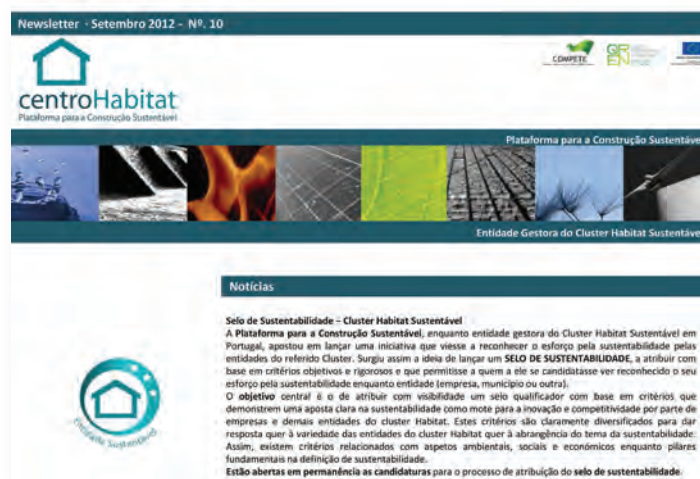 Newsletter - Setembro 2012 - Nº. 10
COMPETE
QREN
centroHabitat
Plataforma para a Construção Sustentável
Plataforma para a Construção Sustentáve
Entidade Gestora do Cluster Habitat Sustentáve
Notícias
Selo de Sustentabilidade – Cluster Habitat Sustentável
A Plataforma para a Construção Sustentável, enquanto entidade gestora do Cluster Habitat Sustentável em
Portugal, apostou em lançar uma iniciativa que viesse a reconhecer o esforço pela sustentabilidade pelas
entidades do referido Cluster. Surgiu assim a ideia de lançar um SELO DE SUSTENTABILIDADE, a atribuir com
base em critérios objetivos e rigorosos e que permitisse a quem a ele se candidatasse ver reconhecido o seu
esforço pela sustentabilidade enquanto entidade (empresa, município ou outra).
O objetivo central é o de atribuir com visibilidade um selo qualificador com base em critérios que
demonstrem uma aposta clara na sustentabilidade como mote para a inovação e competitividade por parte de
empresas e demais entidades do cluster Habitat. Estes critérios são claramente diversificados para dar
resposta quer à variedade das entidades do cluster Habitat quer à abrangência do tema da sustentabilidade.
Assim, existem critérios relacionados com aspetos ambientais, sociais e económicos enquanto pilares
fundamentais na definição de sustentabilidade.
Estão abertas em permanência as candidaturas para o processo de atribuição do selo de sustentabilidade.
Entidade Sustentável